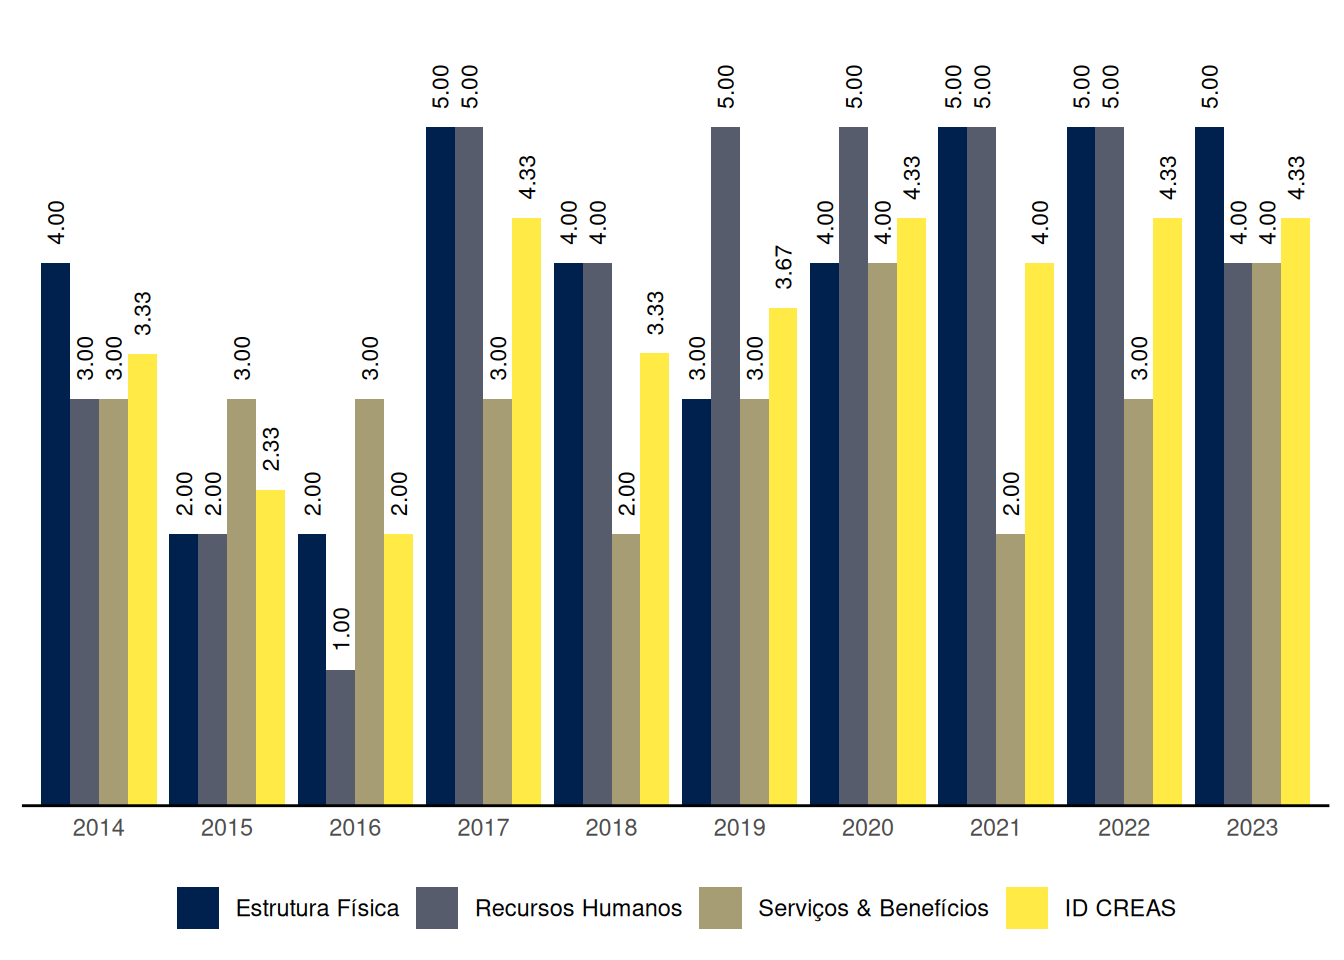 5.00 5.00 5.00 5.00 5.00 5.00 5.00 5.00 5.00
4.33 4.33 4.33 4.33
4.00 4.00 4.00 4.00 4.00 4.00 4.00 4.00
3.67
3.33 3.33
3.00 3.00 3.00 3.00 3.00 3.00 3.00 3.00
2.33
2.00 2.00 2.00 2.00 2.00 2.00
1.00
2014 2015 2016 2017 2018 2019 2020 2021 2022 2023
Estrutura Física Recursos Humanos Serviços & Benefícios ID CREAS